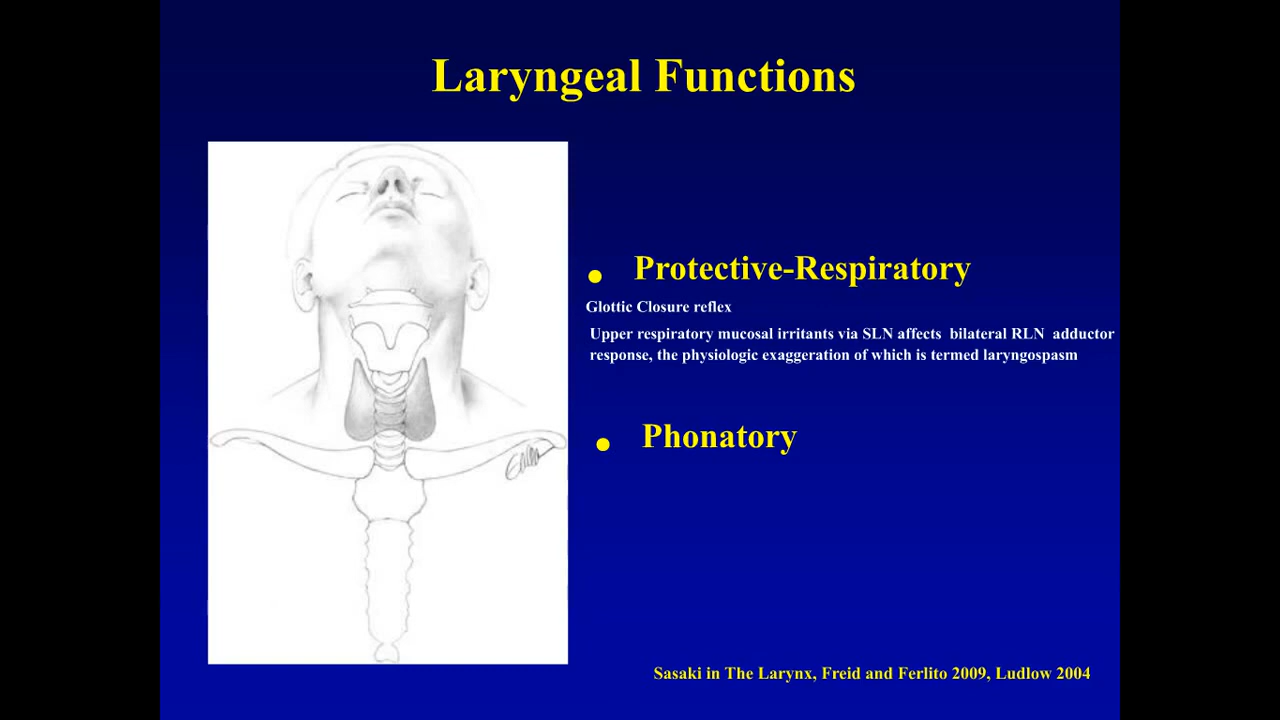 Laryngeal Functions
• Protective-Respiratory
Glottic Closure reflex
Upper respiratory mucosal irritants via SLN affects bilateral RLN adductor
response, the physiologic exaggeration of which is termed laryngospasm
• Phonatory
Sasaki in The Larynx, Freid and Ferlito 2009, Ludlow 2004